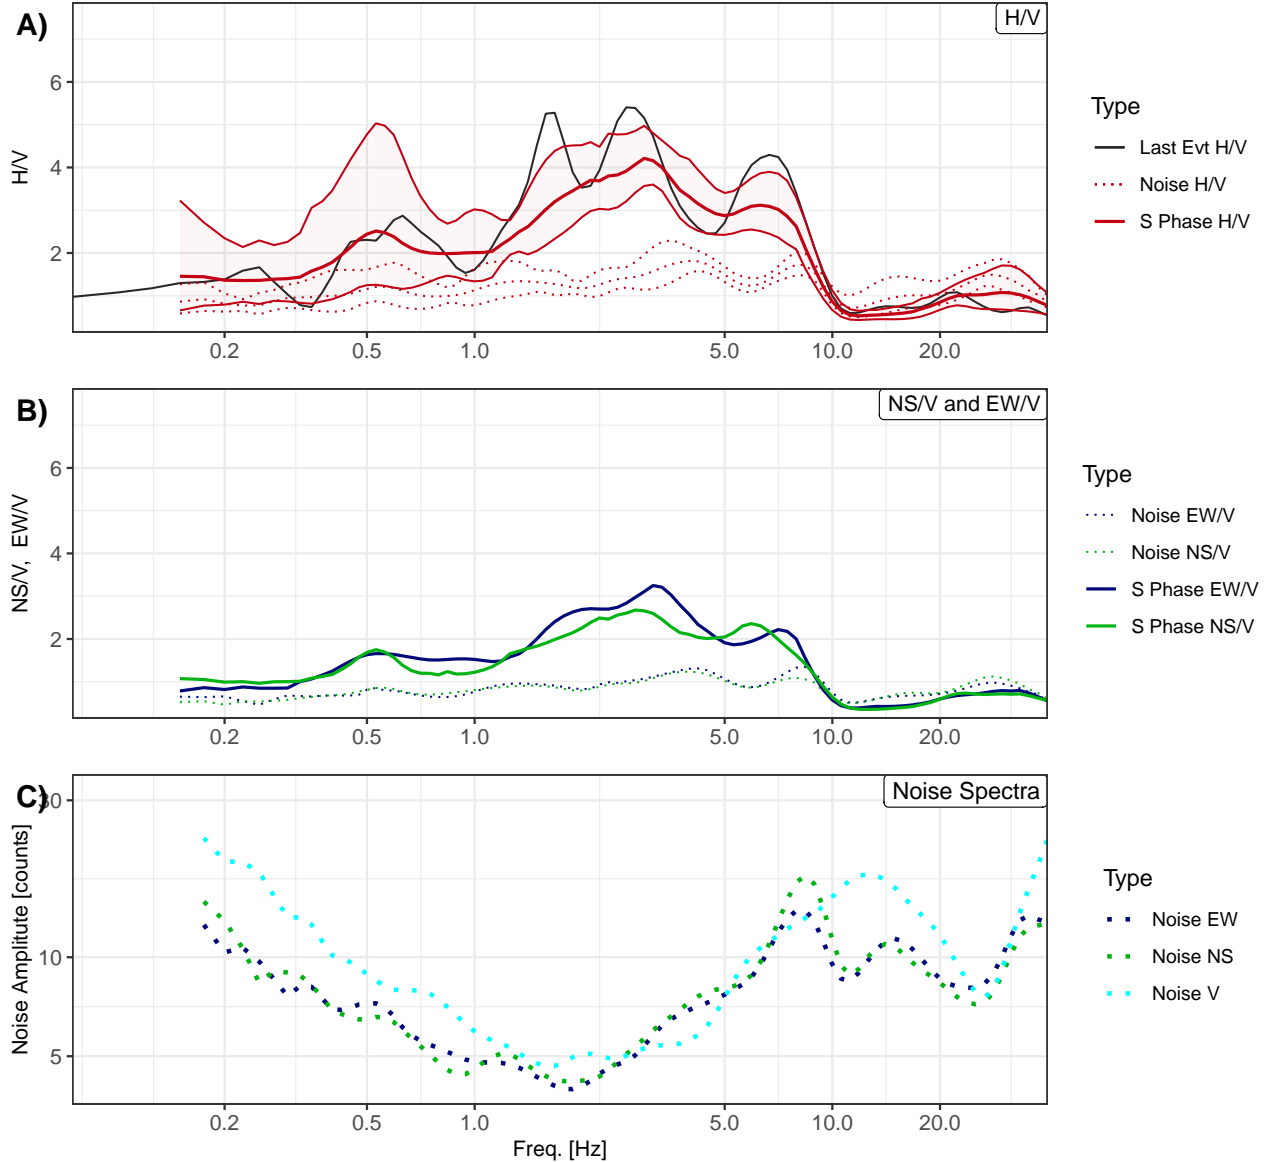 A)
H/V
H/V
6
4
2
0.2 0.5 1.0 5.0 10.0 20.0
Type
Last Evt H/V
Noise H/V
S Phase H/V
B)
NS/V and EW/V
NS/V, EW/V
6
4
2
0.2 0.5 1.0 5.0 10.0 20.0
Type
Noise EW/V
Noise NS/V
S Phase EW/V
S Phase NS/V
C)
Noise Spectra
Noise Amplitute [counts]
30
10
5
0.2 0.5 1.0 5.0 10.0 20.0
Freq. [Hz]
Type
Noise EW
Noise NS
Noise V